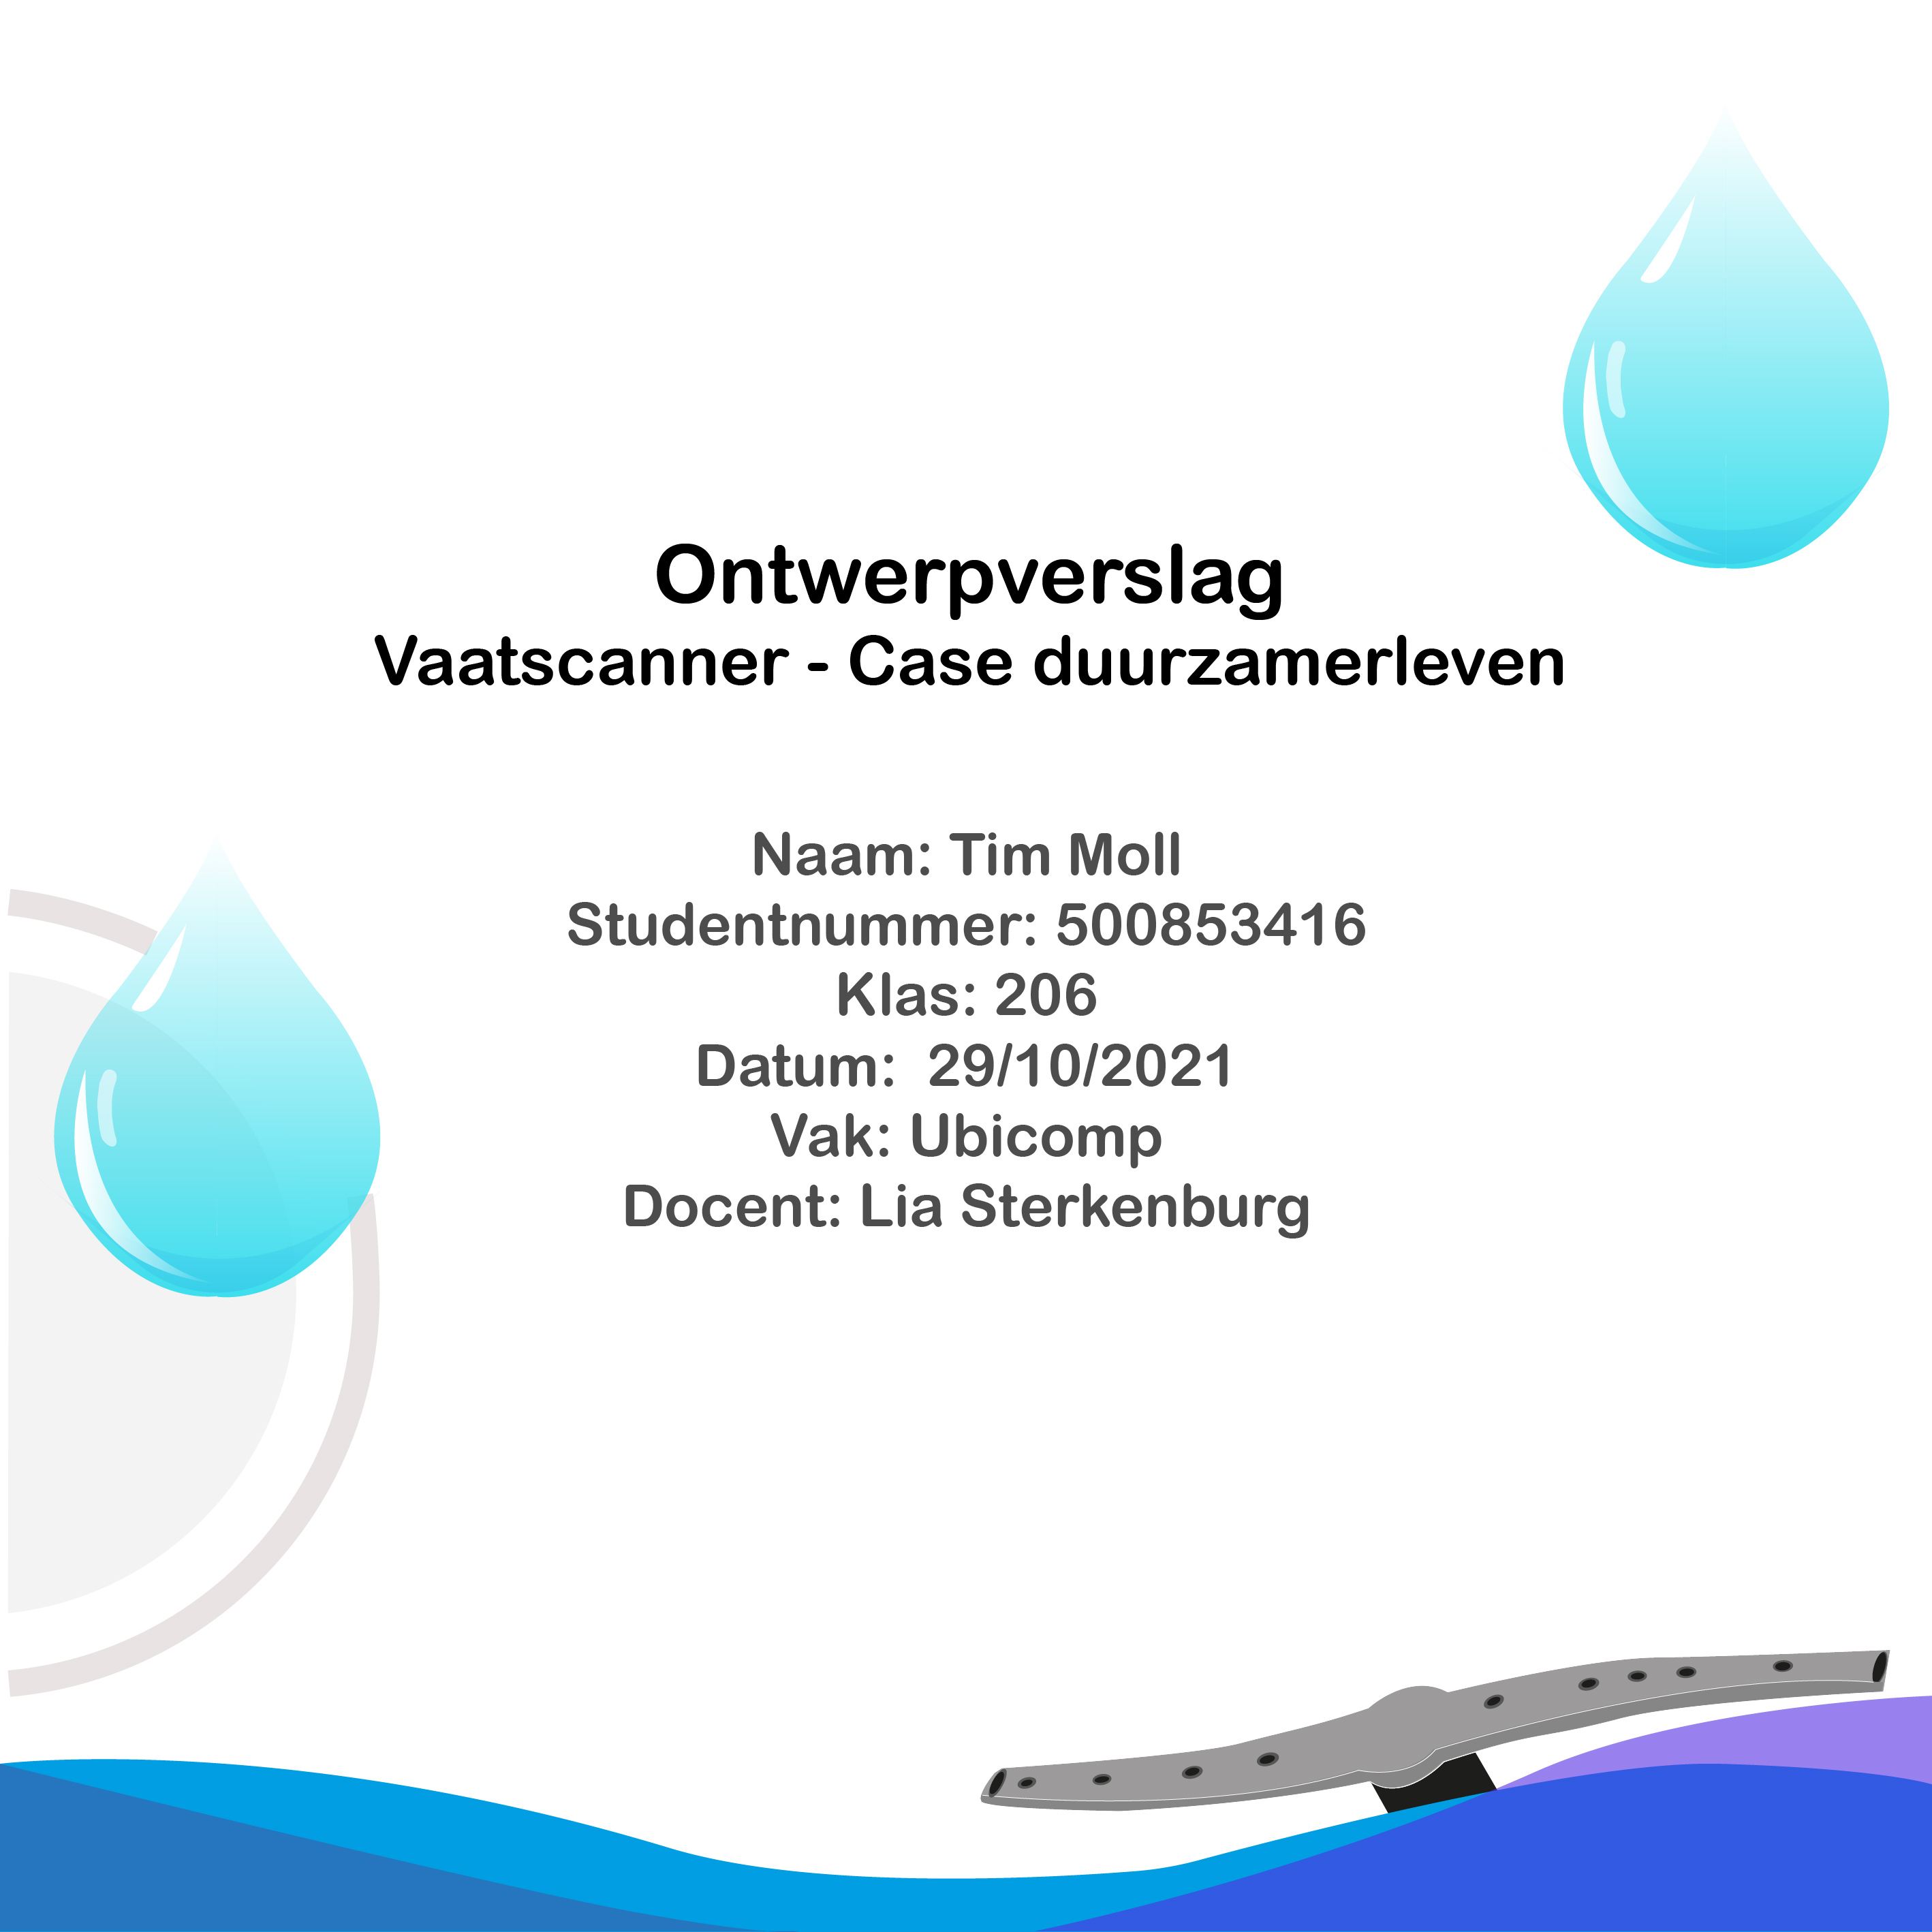 Ontwerpverslag
Vaatscanner - Case duurzamerleven
Naam: Tim Moll
Studentnummer: 500853416
Klas: 206
Datum:  29/10/2021
Vak: Ubicomp
Docent: Lia Sterkenburg